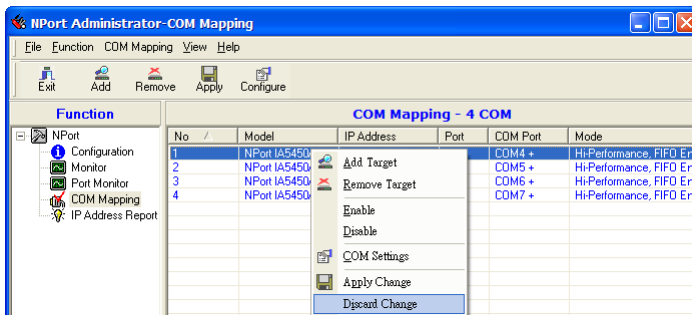 NPort Administrator-COM Mapping
File Function COM Mapping View Help
Exit Add Remove Apply Configure
Function
COM Mapping - 4 COM
NPort
Configuration
Monitor
Port Monitor
COM Mapping
IP Address Report
No Model IP Address Port COM Port Mode
1 NPort IA5450 COM4 + Hi-Performance, FIFO En
2 NPort IA5450 COM5 + Hi-Performance, FIFO En
3 NPort IA5450 COM6 + Hi-Performance, FIFO En
4 NPort IA5450 COM7 + Hi-Performance, FIFO En
Add Target
Remove Target
Enable
Disable
COM Settings
Apply Change
Discard Change